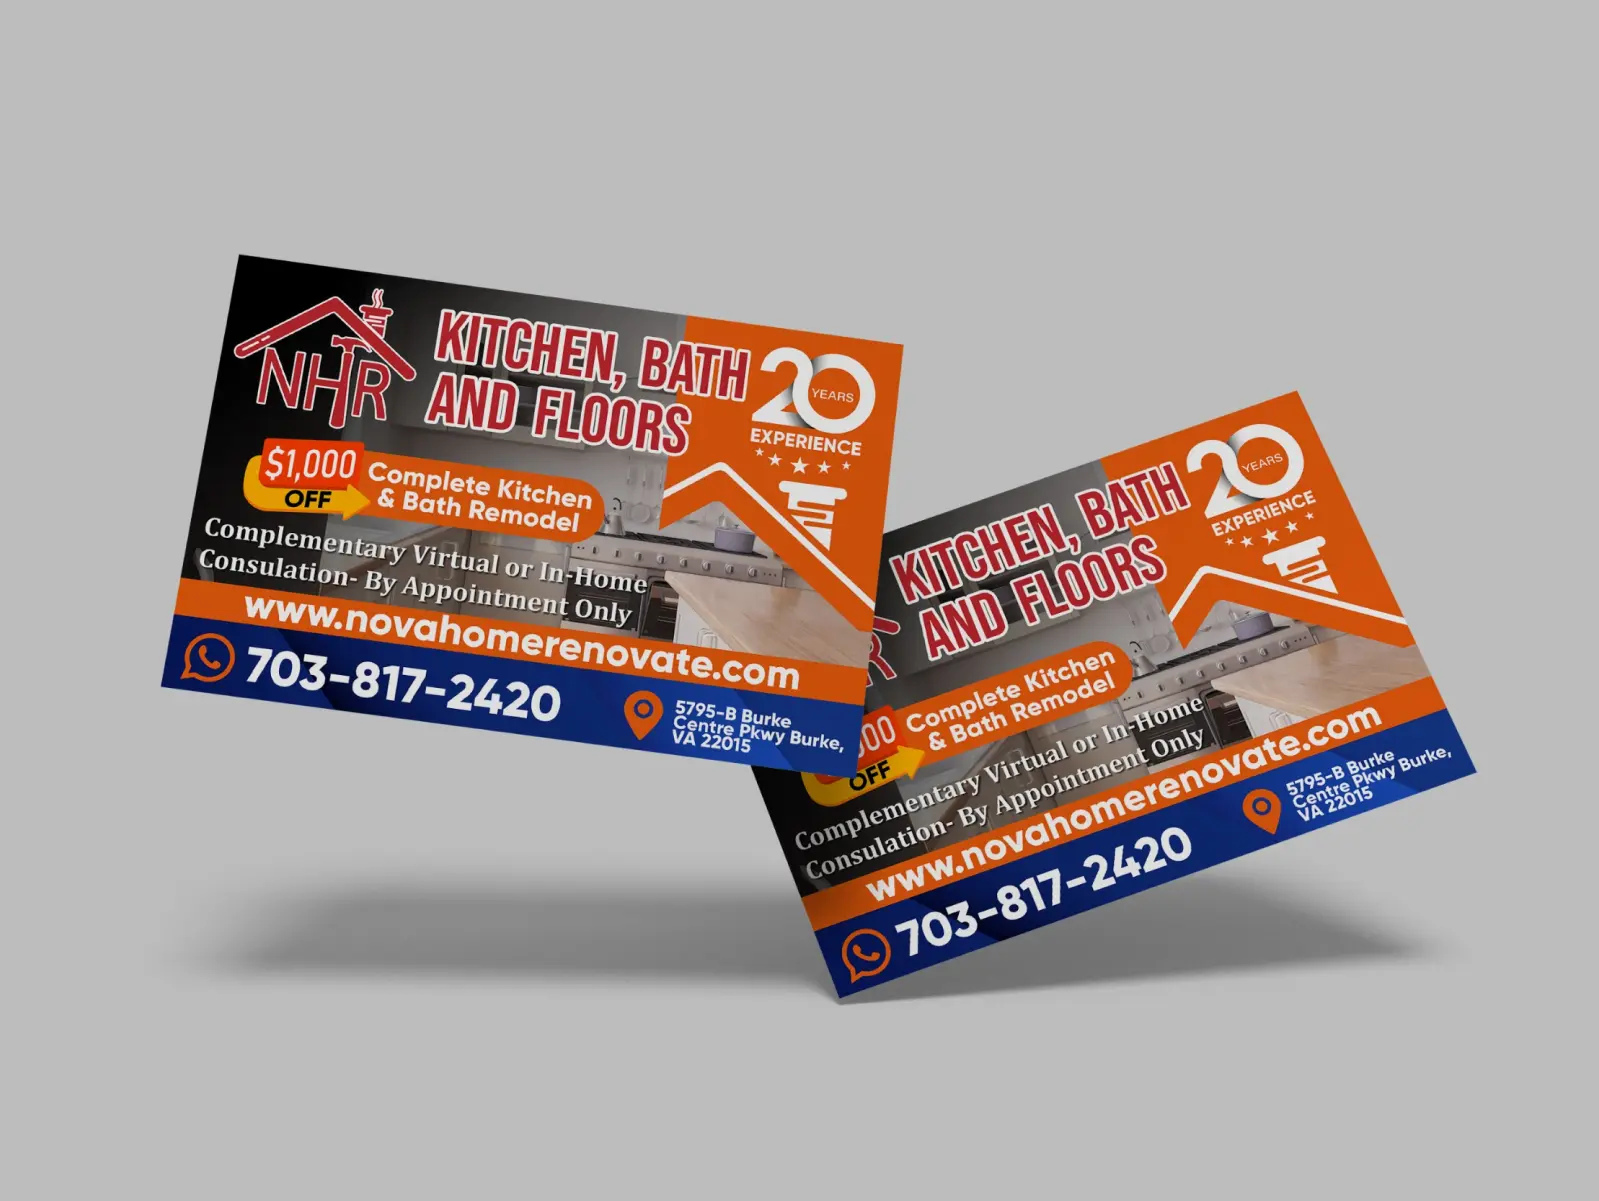 NHR
KITCHEN, BATH
AND FLOORS
20
YEARS
EXPERIENCE
$1,000
OFF
Complete Kitchen
& Bath Remodel
Complementary Virtual or In-Home
Consulation- By Appointment Only
www.novahomerenovate.com
703-817-2420
5795-B Burke
Centre Pkwy Burke,
VA 22015
R
KITCHEN, BATH
AND FLOORS
20
YEARS
EXPERIENCE
00
OFF
Complete Kitchen
& Bath Remodel
Complementary Virtual or In-Home
Consulation- By Appointment Only
www.novahomerenovate.com
703-817-2420
5795-B Burke
Centre Pkwy Burke,
VA 22015